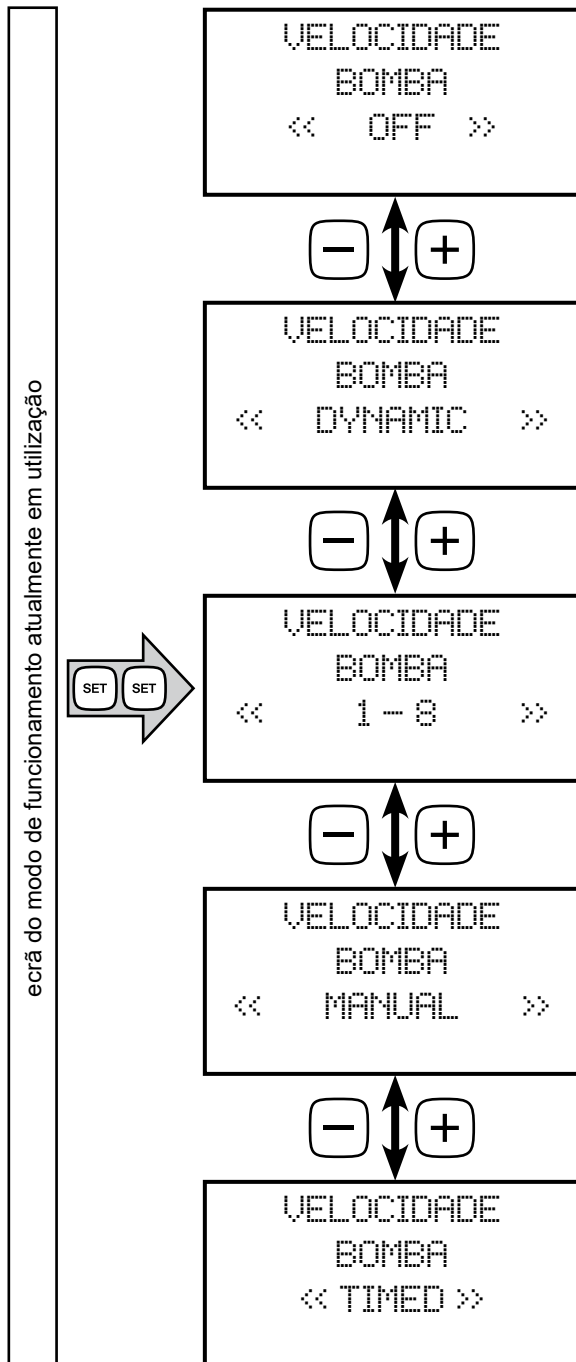 ecrã do modo de funcionamento atualmente em utilização
VELOCIDADE
BOMBA
<< OFF >>
− +
VELOCIDADE
BOMBA
<< DYNAMIC >>
− +
SET SET
VELOCIDADE
BOMBA
<< 1 – 8 >>
− +
VELOCIDADE
BOMBA
<< MANUAL >>
− +
VELOCIDADE
BOMBA
<< TIMED >>